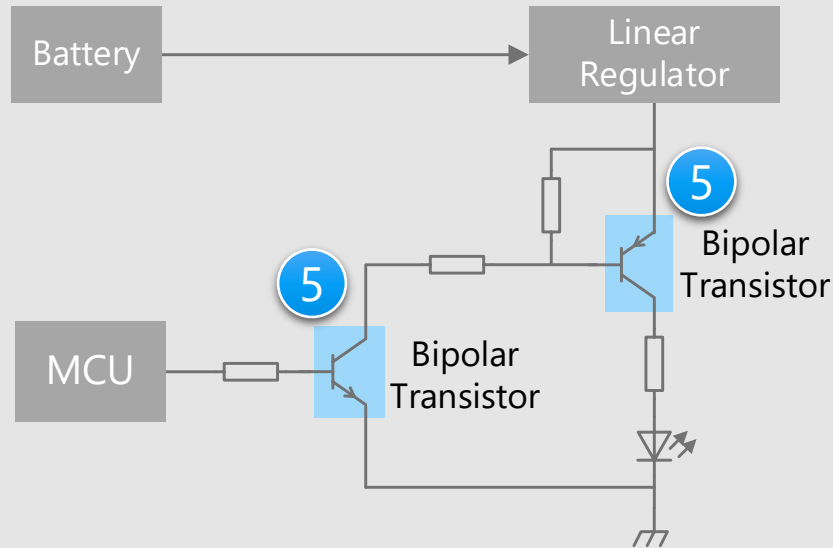 Battery
Linear
Regulator
5
Bipolar
Transistor
5
MCU
Bipolar
Transistor